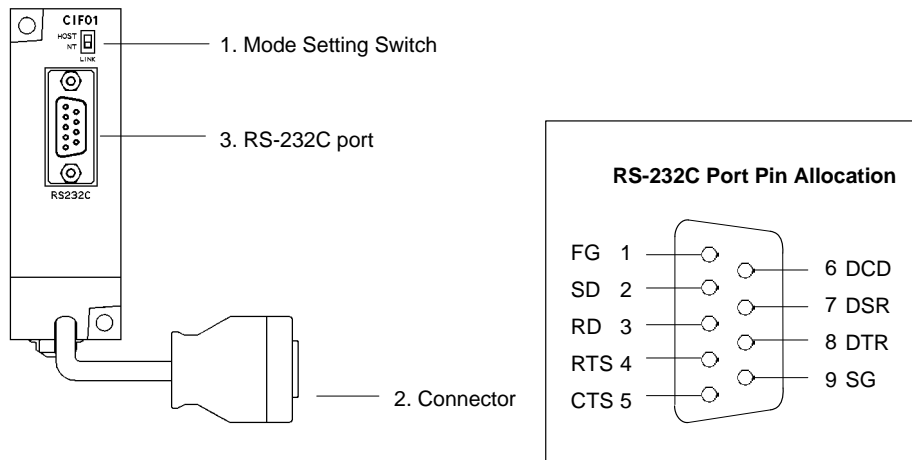 CIF01
HOST
NT
LINK
1. Mode Setting Switch
3. RS-232C port
RS232C
2. Connector
RS-232C Port Pin Allocation
FG 1
SD 2
RD 3
RTS 4
CTS 5
6 DCD
7 DSR
8 DTR
9 SG